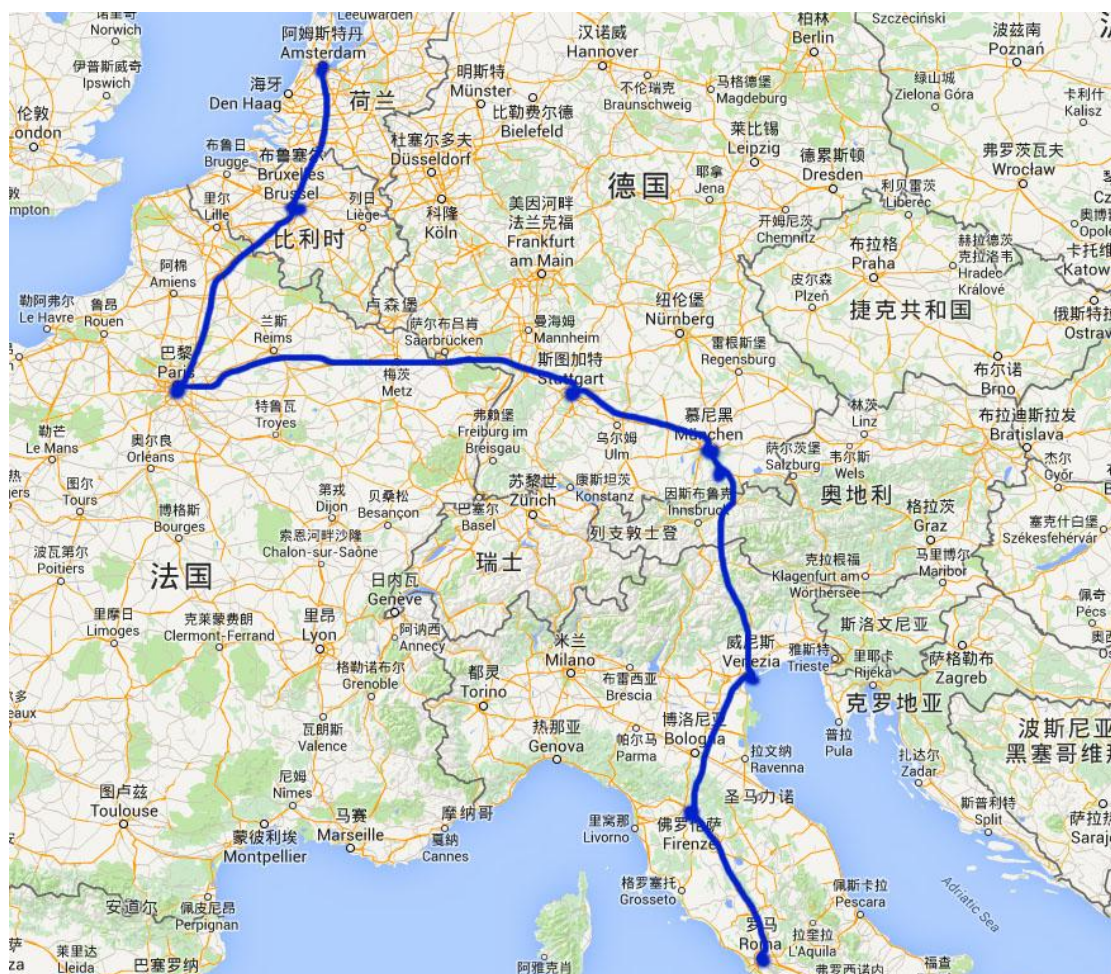 诺里奇
Norwich
伊普斯威奇
Ipswich
伦敦
London
Leeuwarden
阿姆斯特丹
Amsterdam
海牙
Den Haag
荷兰
汉诺威
Hannover
柏林
Berlin
Szczeciński
波兹南
Poznań
明斯特
Münster
不伦瑞克
Braunschweig
马格德堡
Magdeburg
绿山城
Zielona Góra
卡利什
Kalisz
比勒费尔德
Bielefeld
布鲁日
Brugge
布鲁塞尔
Bruxelles
Brussel
杜塞尔多夫
Düsseldorf
莱比锡
Leipzig
德累斯顿
Dresden
弗罗茨瓦夫
Wrocław
里尔
Lille
列日
Liège
科隆
Köln
德国
耶拿
Jena
利贝雷茨
Liberec
美因河畔
法兰克福
Frankfurt
am Main
开姆尼茨
Chemnitz
比利时
阿棉
Amiens
布拉格
Praha
赫拉德茨
克拉洛韦
Hradec
Králové
皮尔森
Plzeň
捷克共和国
勒阿弗尔
Le Havre
鲁昂
Rouen
卢森堡
兰斯
Reims
萨尔布吕肯
Saarbrücken
曼海姆
Mannheim
纽伦堡
Nürnberg
雷根斯堡
Regensburg
布尔诺
Brno
巴黎
Paris
梅茨
Metz
斯图加特
Stuttgart
特鲁瓦
Troyes
弗赖堡
Freiburg im
Breisgau
乌尔姆
Ulm
慕尼黑
München
林茨
Linz
布拉迪斯拉发
Bratislava
勒芒
Le Mans
奥尔良
Orléans
萨尔茨堡
Salzburg
韦尔斯
Wels
杰尔
Győr
图尔
Tours
第戎
Dijon
贝桑松
Besançon
巴塞尔
Basel
苏黎世
Zürich
康斯坦茨
Konstanz
因斯布鲁克
Innsbruck
奥地利
格拉茨
Graz
塞克什白堡
Székesfehérvár
博格斯
Bourges
索恩河畔沙隆
Chalon-sur-Saône
列支敦士登
瑞士
波瓦第尔
Poitiers
法国
日内瓦
Genève
克拉根福
Klagenfurt am
Wörthersee
马里博尔
Maribor
佩奇
Pécs
里摩日
Limoges
克莱蒙费朗
Clermont-Ferrand
里昂
Lyon
阿讷西
Annecy
米兰
Milano
威尼斯
Venezia
雅斯特
Trieste
斯洛文尼亚
里耶卡
Rijeka
萨格勒布
Zagreb
格勒诺布尔
Grenoble
都灵
Torino
布雷西亚
Brescia
克罗地亚
瓦朗斯
Valence
热那亚
Genova
帕尔马
Parma
博洛尼亚
Bologna
拉文纳
Ravenna
普拉
Pula
扎达尔
Zadar
波斯尼亚
尼姆
Nîmes
图卢兹
Toulouse
蒙彼利埃
Montpellier
马赛
Marseille
摩纳哥
戛纳
Cannes
里窝那
Livorno
佛罗伦萨
Firenze
圣马力诺
斯普利特
Split
安道尔
佩皮尼昂
Perpignan
格罗塞托
Grosseto
佩斯卡拉
Pescara
Adriatic Sea
莱里达
Lleida
巴塞罗纳
阿雅克肖
Ajaccio
罗马
Roma
拉奎拉
L'Aquila
弗罗西诺内
福查